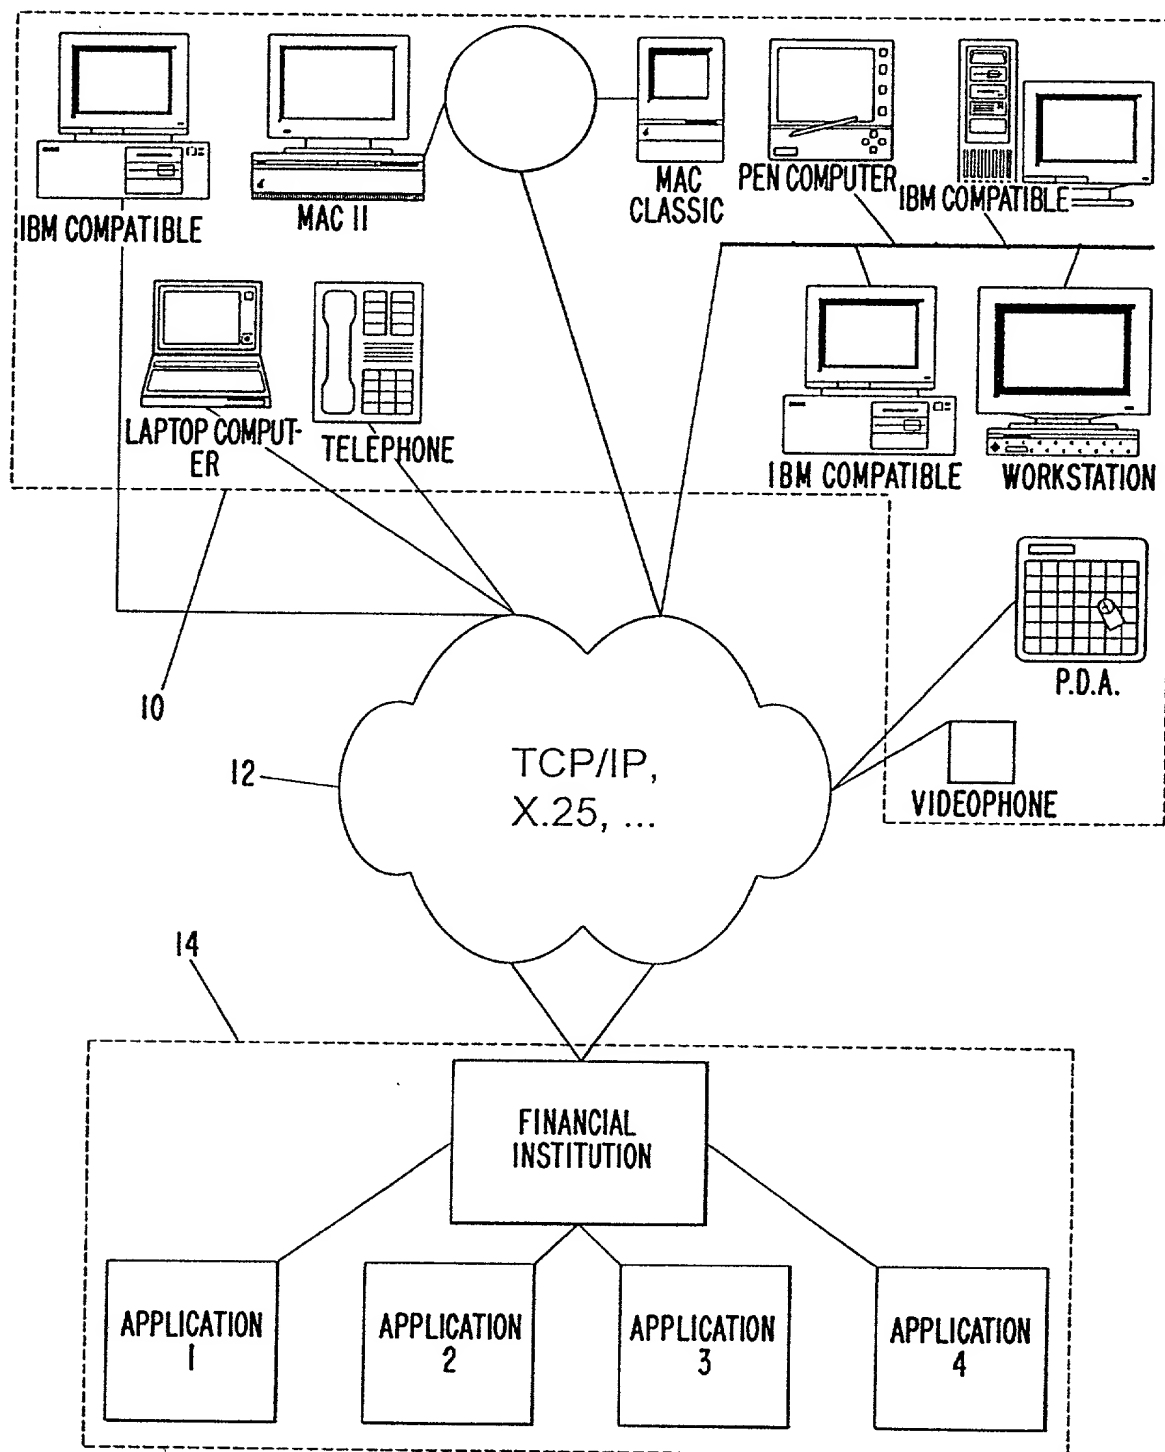 IBM COMPATIBLE
MAC II
MAC
CLASSIC
PEN COMPUTER
IBM COMPATIBLE
LAPTOP COMPUT-
ER
TELEPHONE
IBM COMPATIBLE
WORKSTATION
P.D.A.
10
12
TCP/IP,
X.25, ...
VIDEOPHONE
14
FINANCIAL
INSTITUTION
APPLICATION
1
APPLICATION
2
APPLICATION
3
APPLICATION
4